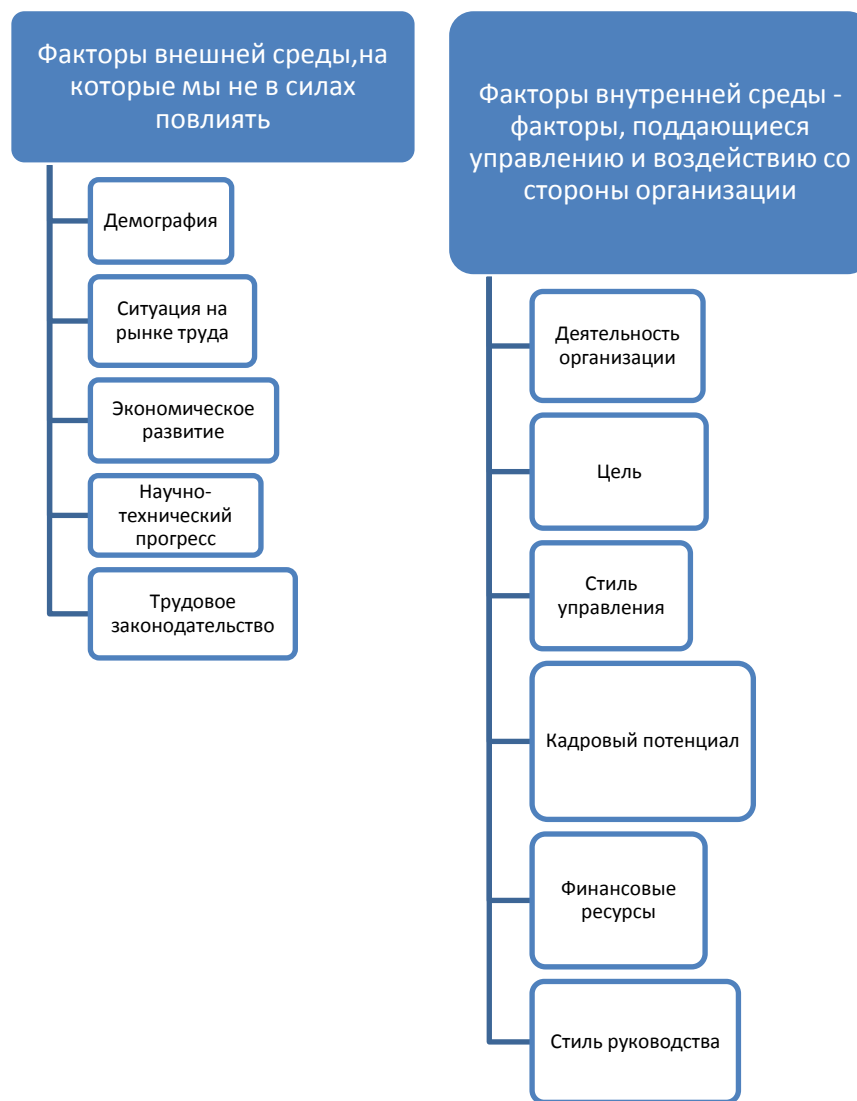 Факторы внешней среды,на
которые мы не в силах
повлиять
Демография
Ситуация на
рынке труда
Экономическое
развитие
Научно-
технический
прогресс
Трудовое
законодательство
Факторы внутренней среды -
факторы, поддающиеся
управлению и воздействию со
стороны организации
Деятельность
организации
Цель
Стиль
управления
Кадровый потенциал
Финансовые
ресурсы
Стиль руководства